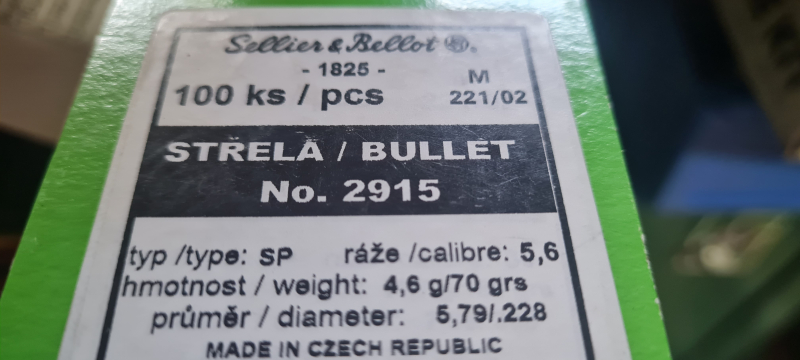 Sellier & Bellot
- 1825 -
M
100 ks / pcs
221/02
STŘELA / BULLET
No. 2915
typ /type: SP ráže /calibre: 5,6
hmotnost / weight: 4,6 g/70 grs
průměr / diameter: 5,79/.228
MADE IN CZECH REPUBLIC